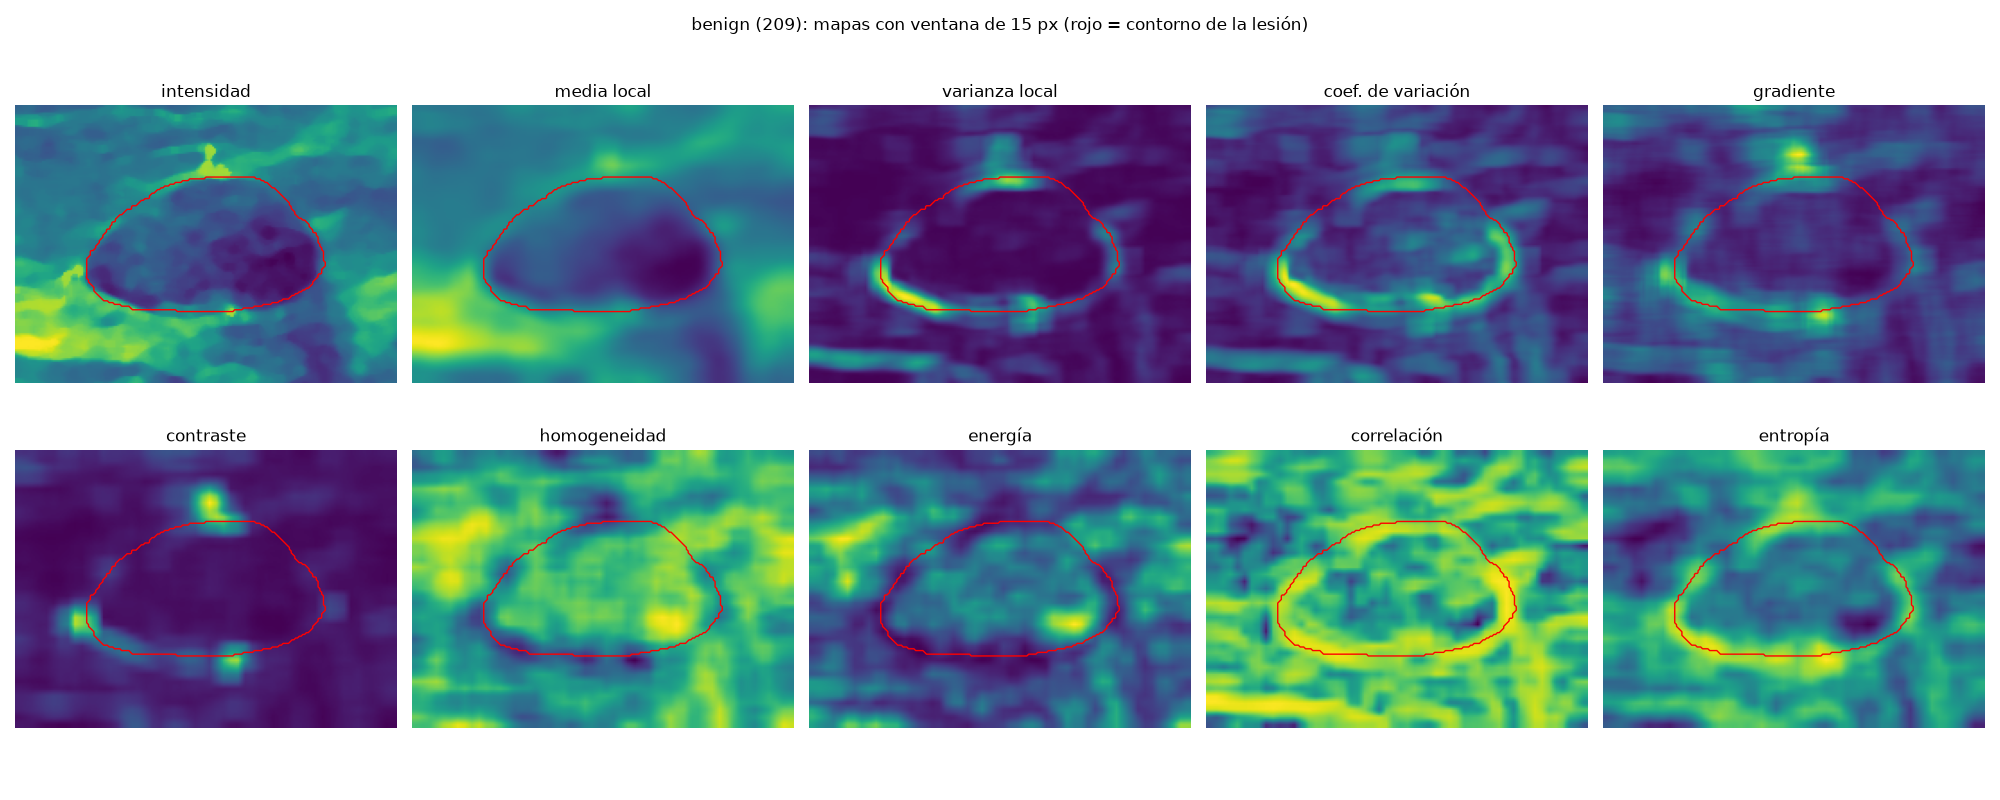 benign (209): mapas con ventana de 15 px (rojo = contorno de la lesión)
intensidad
media local
varianza local
coef. de variación
gradiente
contraste
homogeneidad
energía
correlación
entropía